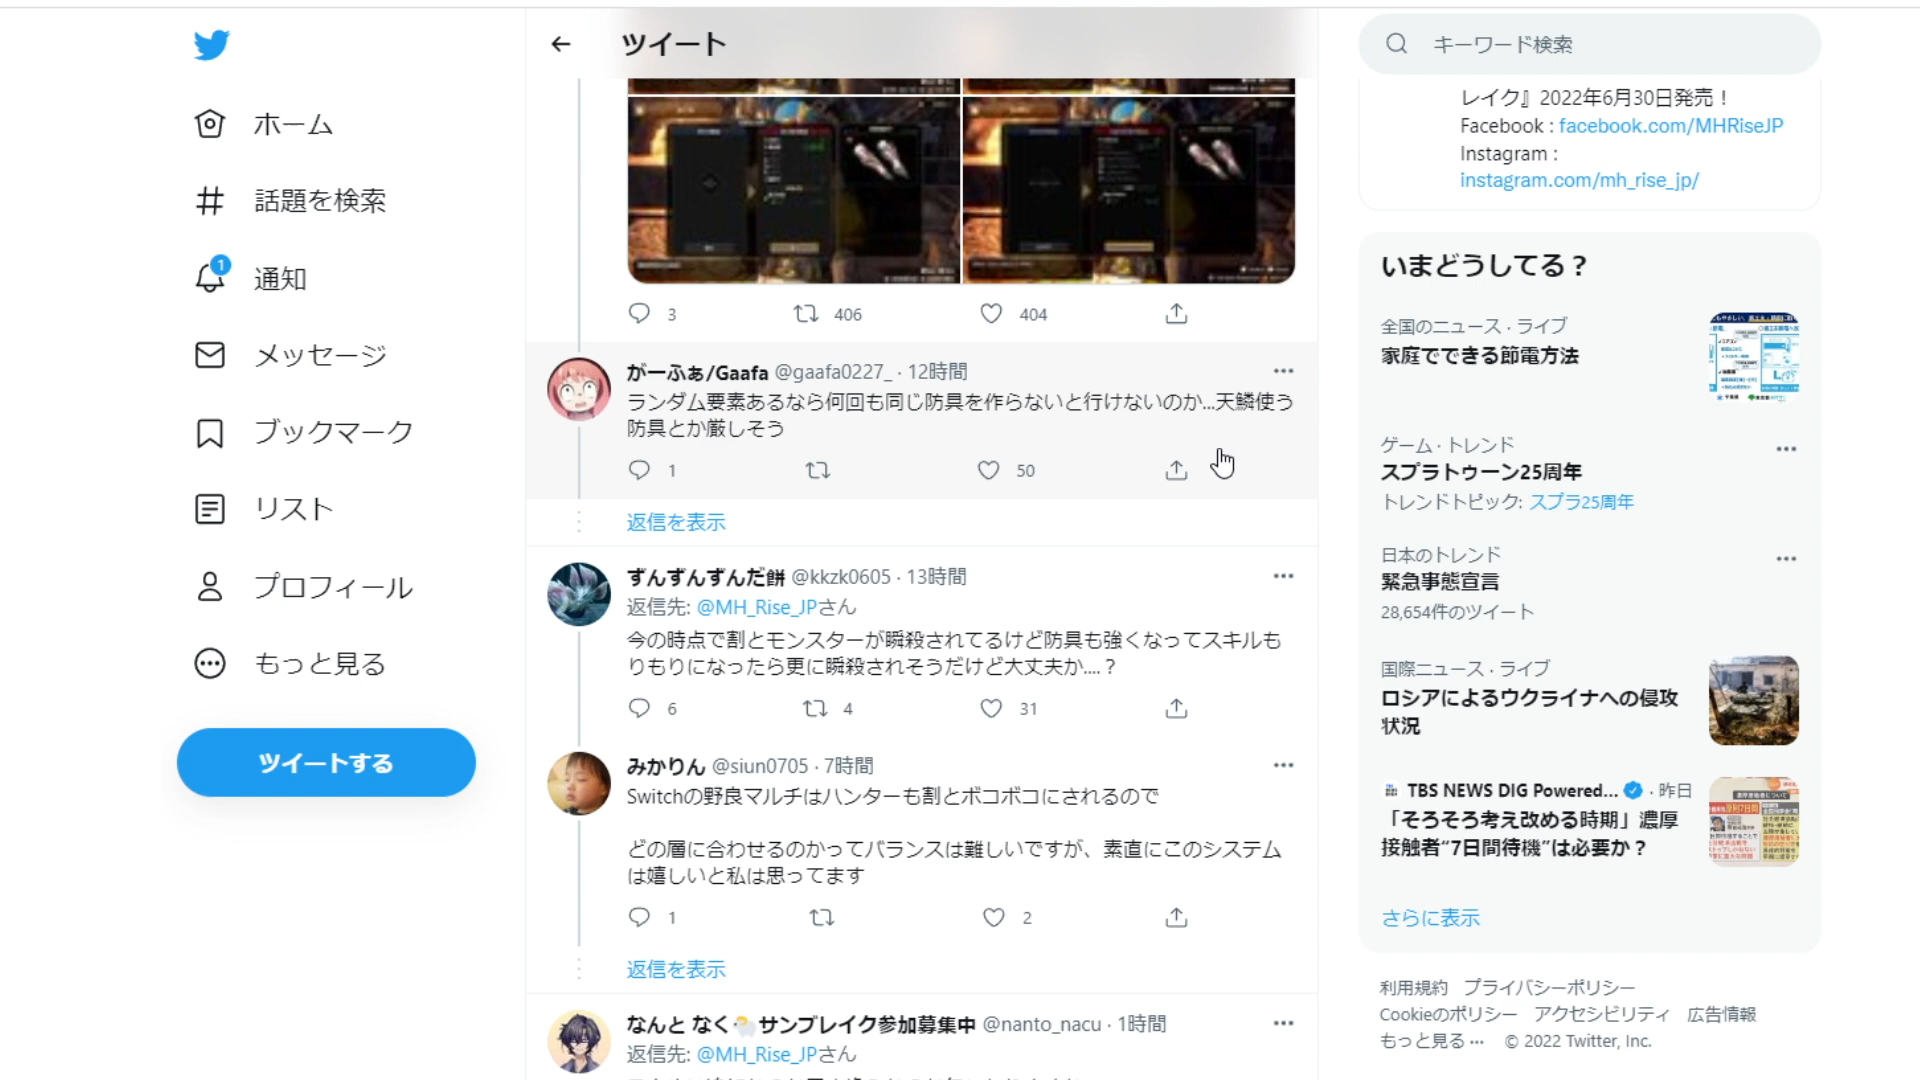 ツイート
キーワード検索
ホーム
話題を検索
1
通知
メッセージ
ブックマーク
リスト
プロフィール
もっと見る
ツイートする
3 406 404
がーふぁ/Gaafa @gaafa0227_ · 12時間
ランダム要素あるなら何回も同じ防具を作らないと行けないのか...天鱗使う
防具とか厳しそう
1 50
返信を表示
ずんずんずんだ餅 @kkzk0605 · 13時間
返信先: @MH_Rise_JPさん
今の時点で割とモンスターが瞬殺されてるけど防具も強くなってスキルも
りもりになったら更に瞬殺されそうだけど大丈夫か....？
6 4 31
みかりん @siun0705 · 7時間
Switchの野良マルチはハンターも割とボコボコにされるので
どの層に合わせるのかってバランスは難しいですが、素直にこのシステム
は嬉しいと私は思ってます
1 2
返信を表示
なんと なく🐑サンブレイク参加募集中 @nanto_nacu · 1時間
返信先: @MH_Rise_JPさん
レイク』2022年6月30日発売！
Facebook : facebook.com/MHRiseJP
Instagram :
instagram.com/mh_rise_jp/
いまどうしてる？
全国のニュース · ライブ
家庭でできる節電方法
ゲーム · トレンド
スプラトゥーン25周年
トレンドトピック: スプラ25周年
日本のトレンド
緊急事態宣言
28,654件のツイート
国際ニュース · ライブ
ロシアによるウクライナへの侵攻
状況
TBS NEWS DIG Powered... · 昨日
「そろそろ考え改める時期」濃厚
接触者“7日間待機”は必要か？
さらに表示
利用規約 プライバシーポリシー
Cookieのポリシー アクセシビリティ 広告情報
もっと見る ··· © 2022 Twitter, Inc.